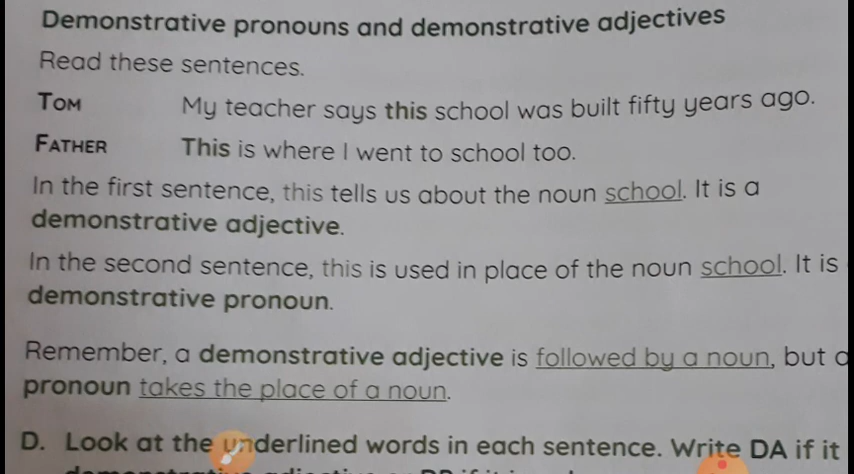 Demonstrative pronouns and demonstrative adjectives
Read these sentences.
TOM My teacher says this school was built fifty years ago.
FATHER This is where I went to school too.
In the first sentence, this tells us about the noun school. It is a
demonstrative adjective.
In the second sentence, this is used in place of the noun school. It is
demonstrative pronoun.
Remember, a demonstrative adjective is followed by a noun, but
pronoun takes the place of a noun.
D. Look at the underlined words in each sentence. Write DA if it